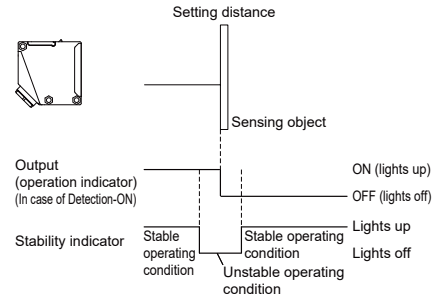 Setting distance
Sensing object
Output
(operation indicator)
(In case of Detection-ON)
ON (lights up)
OFF (lights off)
Stability indicator
Stable
operating
condition
Unstable operating
condition
Stable operating
condition
Lights up
Lights off